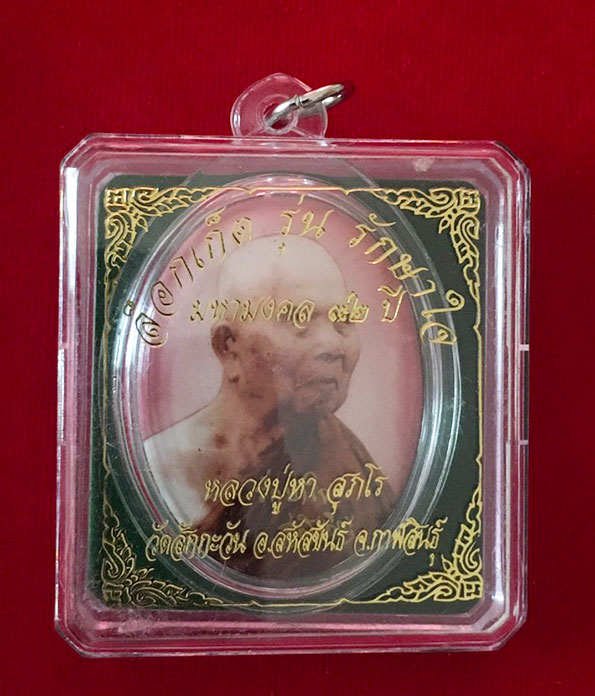 ล๊อกเก็ต รุ่น รักษาใจ
มหามงคล ๙๒ ปี
หลวงปู่หา สุภโร
วัดสักกะวัน อ.สหัสขันธ์ จ.กาฬสินธุ์